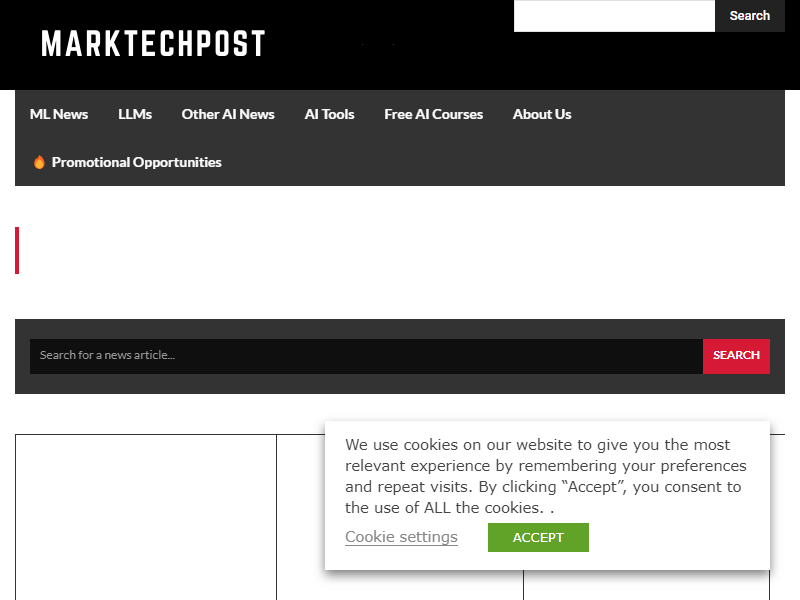 MARKTECHPOST
Search
ML News LLMs Other AI News AI Tools Free AI Courses About Us
🔥 Promotional Opportunities
Search for a news article...
SEARCH
We use cookies on our website to give you the most
relevant experience by remembering your preferences
and repeat visits. By clicking “Accept”, you consent to
the use of ALL the cookies. .
Cookie settings
ACCEPT